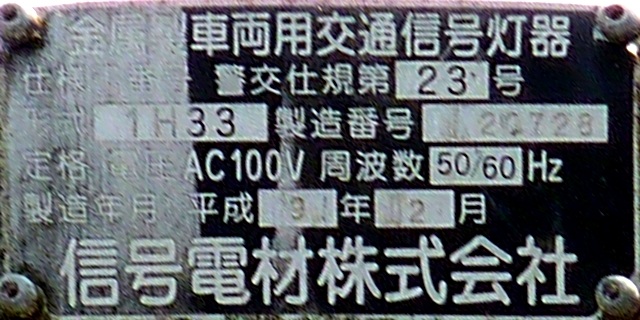 金属製車両用交通信号灯器
仕様書番号 警交仕規第 23 号
形式 1H33 製造番号 20728
定格電圧 AC100V 周波数 50/60 Hz
製造年月 平成 9 年 2 月
信号電材株式会社